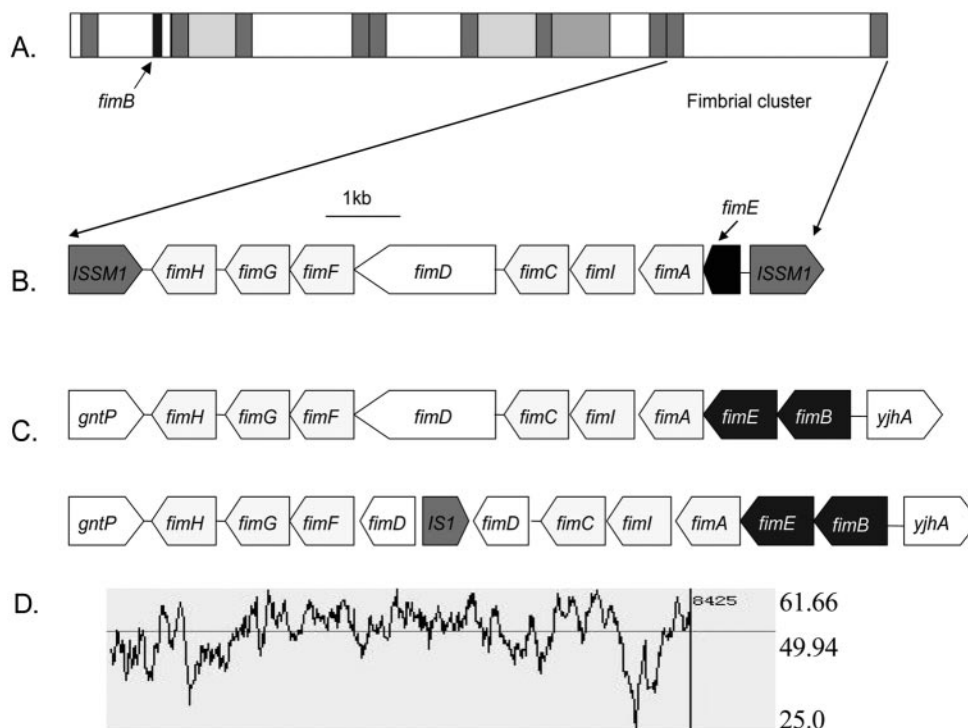 A.
fimB
Fimbrial cluster
1kb
fimE
B.
ISSM1 fimH fimG fimF fimD fimC fimI fimA ISSM1
C.
gntP fimH fimG fimF fimD fimC fimI fimA fimE fimB yjhA
gntP fimH fimG fimF fimD IS1 fimD fimC fimI fimA fimE fimB yjhA
D.
8425
61.66
49.94
25.0